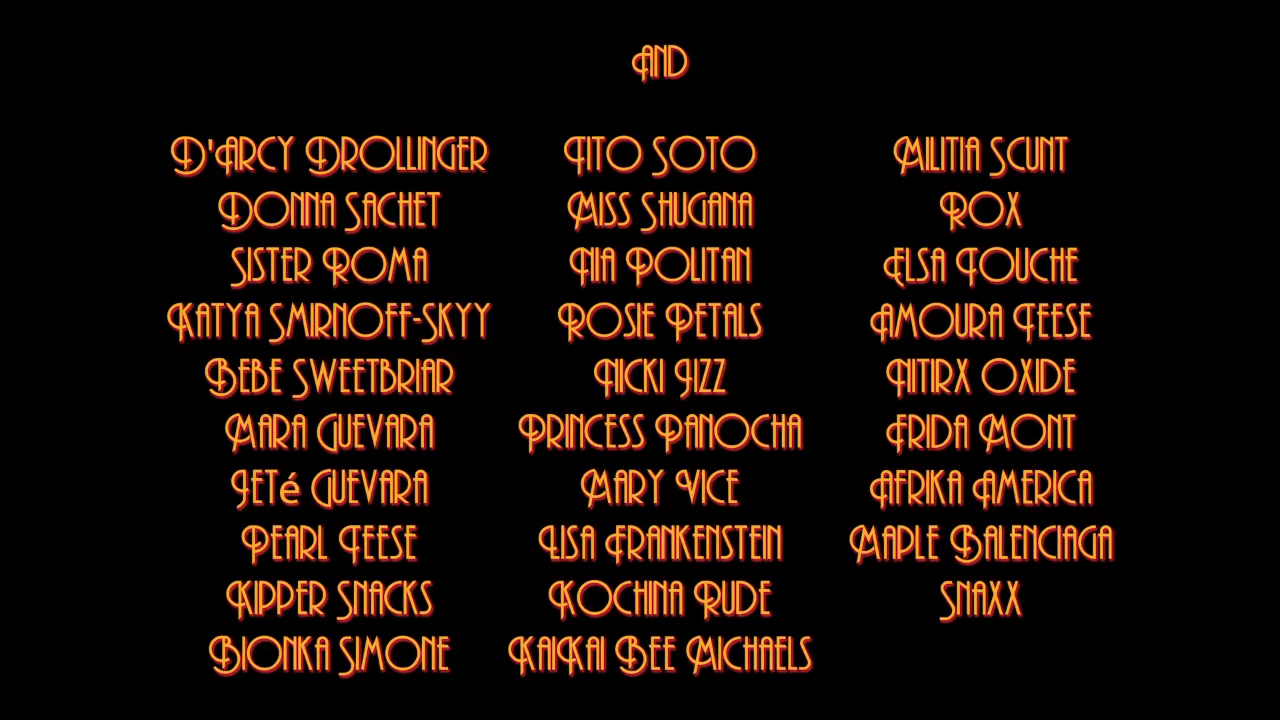 AND
D'ARCY DROLLINGER
DONNA SACHET
SISTER ROMA
KATYA SMIRNOFF-SKYY
BEBE SWEETBRIAR
MARA GUEVARA
JETé GUEVARA
PEARL TEESE
KIPPER SNACKS
BIONKA SIMONE
TITO SOTO
MISS SHUGANA
NIA POLITAN
ROSIE PETALS
NICKI JIZZ
PRINCESS PANOCHA
MARY VICE
LISA FRANKENSTEIN
KOCHINA RUDE
KAIKAI BEE MICHAELS
MILITIA SCUNT
ROX
ELSA TOUCHE
AMOURA TEESE
NITIRX OXIDE
FRIDA MONT
AFRIKA AMERICA
MAPLE BALENCIAGA
SNAXX